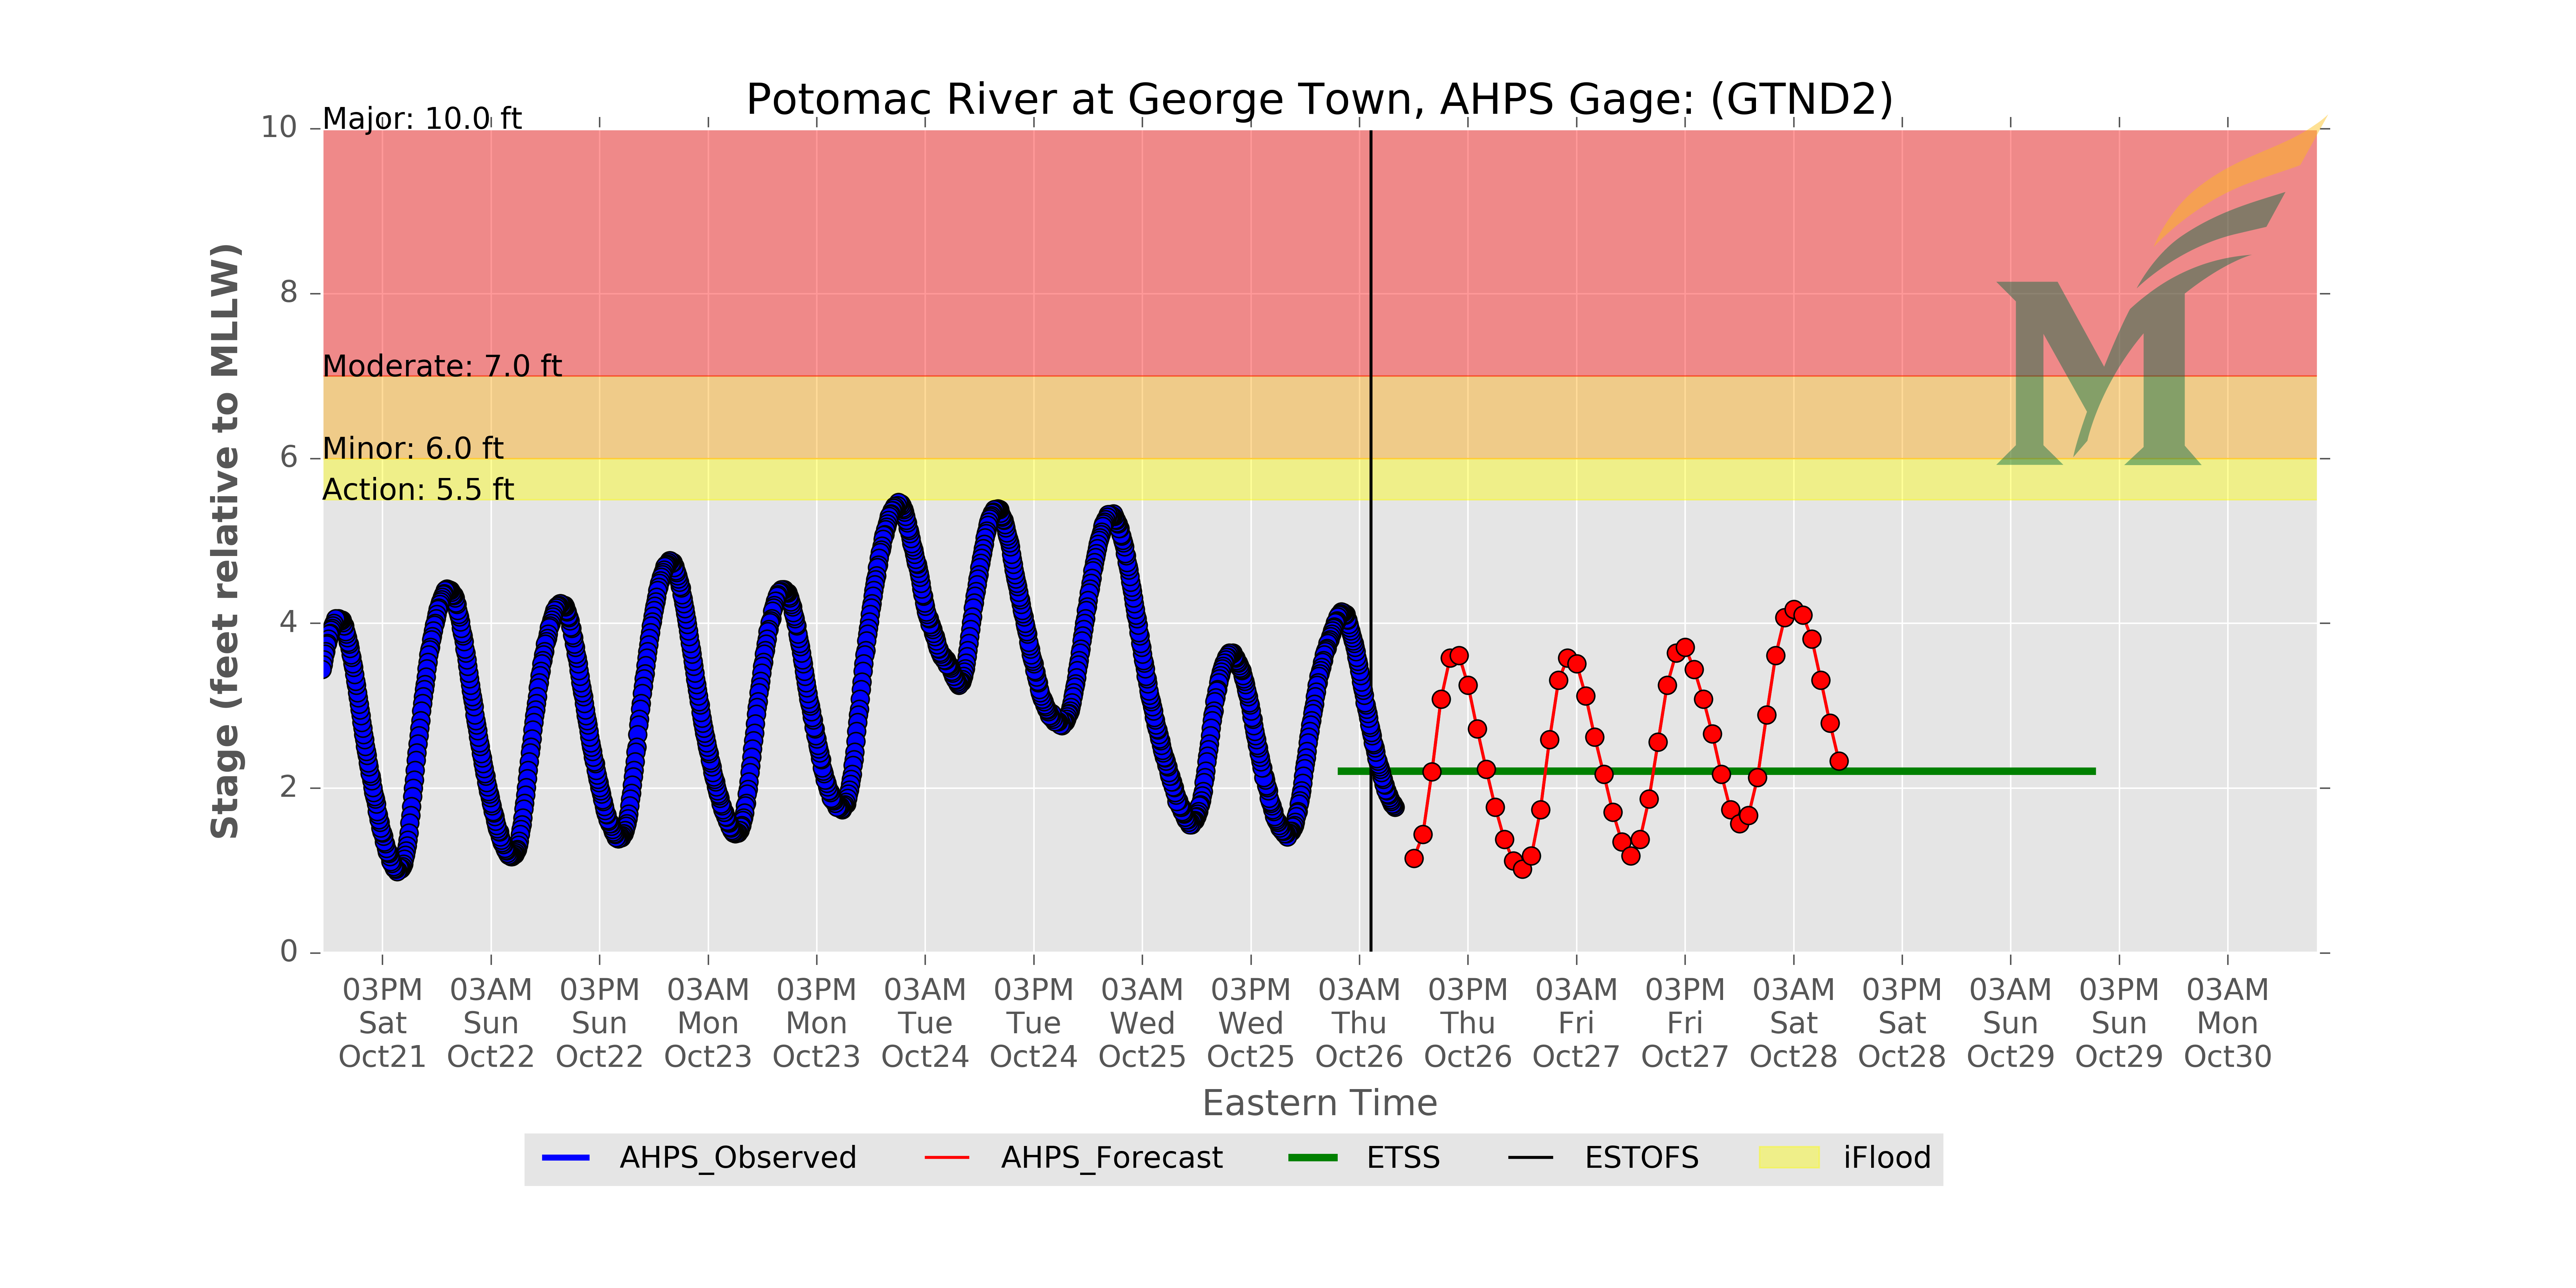 Potomac River at George Town, AHPS Gage: (GTND2)
Major: 10.0 ft
Moderate: 7.0 ft
Minor: 6.0 ft
Action: 5.5 ft
Stage (feet relative to MLLW)
10
8
6
4
2
0
03PM 03AM 03PM 03AM 03PM 03AM 03PM 03AM 03PM 03AM 03PM 03AM 03PM 03AM 03PM 03AM 03PM 03AM
Sat Sun Sun Mon Mon Tue Tue Wed Wed Thu Thu Fri Fri Sat Sat Sun Sun Mon
Oct21 Oct22 Oct22 Oct23 Oct23 Oct24 Oct24 Oct25 Oct25 Oct26 Oct26 Oct27 Oct27 Oct28 Oct28 Oct29 Oct29 Oct30
Eastern Time
AHPS_Observed AHPS_Forecast ETSS ESTOFS iFlood
M